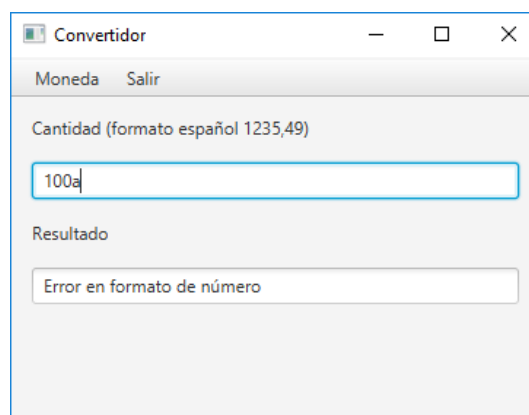 Convertidor
Moneda Salir
Cantidad (formato español 1235,49)
100a
Resultado
Error en formato de número